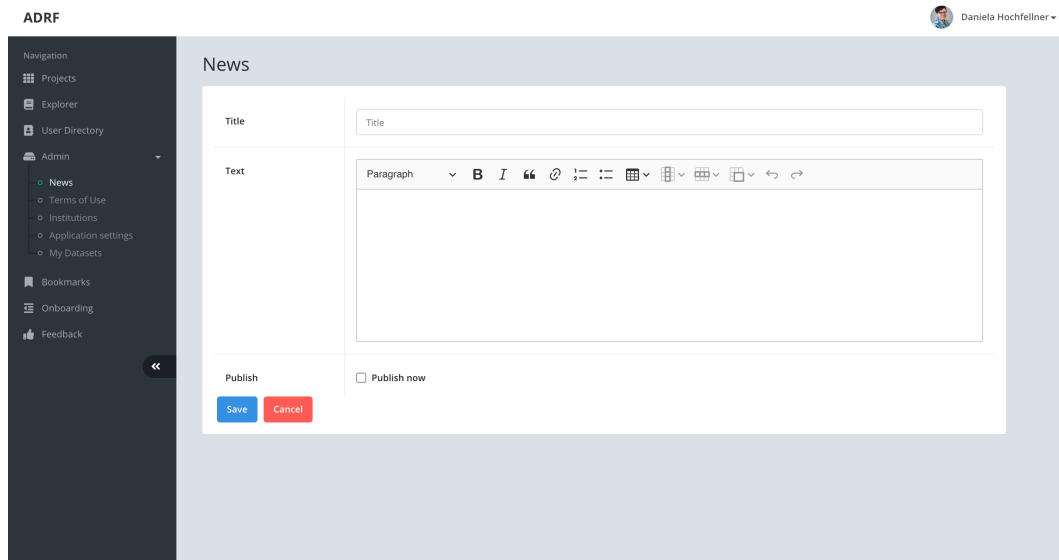 ADRF
Daniela Hochfellner
Navigation
Projects
Explorer
User Directory
Admin
News
Terms of Use
Institutions
Application settings
My Datasets
Bookmarks
Onboarding
Feedback
News
Title
Title
Text
Paragraph
Publish
Publish now
Save
Cancel